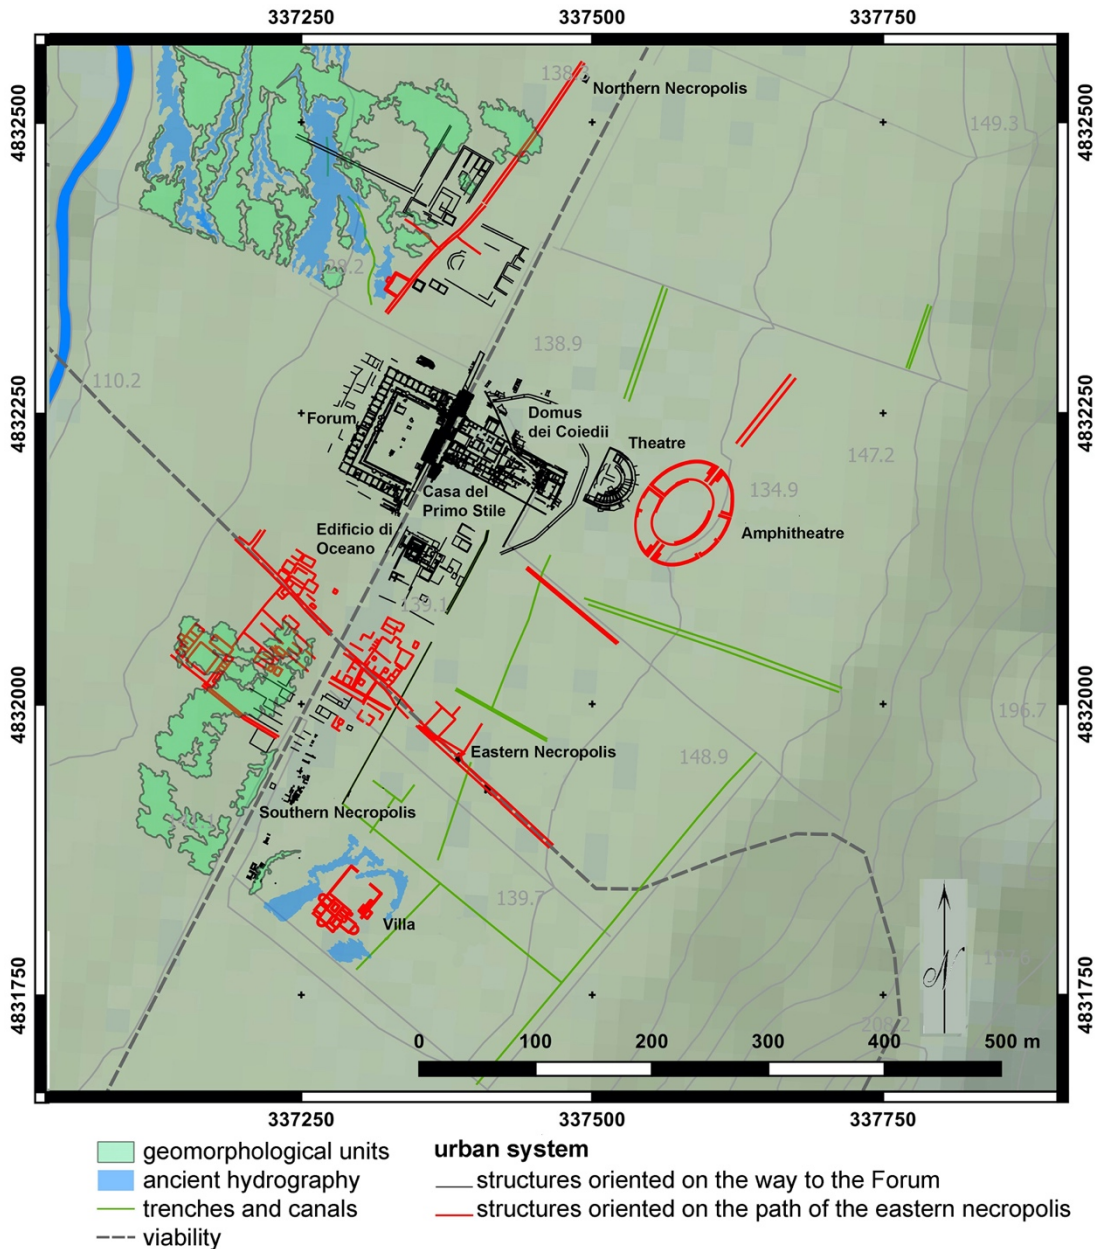 337250 337500 337750
4832500
4832250
4832000
4831750
4832500
4832250
4832000
4831750
Northern Necropolis
149.3
138.9
110.2
Forum
Domus
dei Coiedii
Theatre
147.2
134.9
Casa del
Primo Stile
Edificio di
Oceano
Amphitheatre
139.1
196.7
Eastern Necropolis
148.9
Southern Necropolis
139.7
Villa
N
208.2
0 100 200 300 400 500 m
337250 337500 337750
geomorphological units
ancient hydrography
trenches and canals
viability
urban system
structures oriented on the way to the Forum
structures oriented on the path of the eastern necropolis